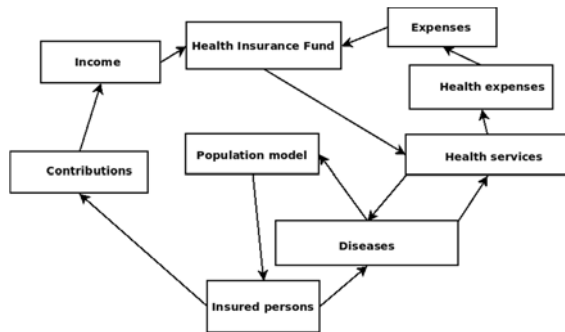 Expenses
Health Insurance Fund
Income
Health expenses
Population model
Health services
Contributions
Diseases
Insured persons